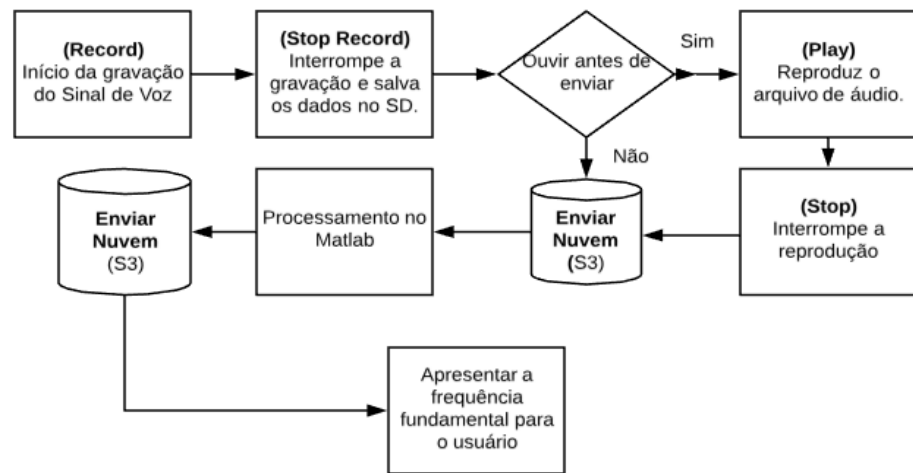 (Record)
Início da gravação
do Sinal de Voz
(Stop Record)
Interrompe a
gravação e salva
os dados no SD.
Ouvir antes de
enviar
Sim
(Play)
Reproduz o
arquivo de áudio.
Não
(Stop)
Interrompe a
reprodução
Enviar
Nuvem
(S3)
Processamento no
Matlab
Enviar
Nuvem
(S3)
Apresentar a
frequência
fundamental para
o usuário